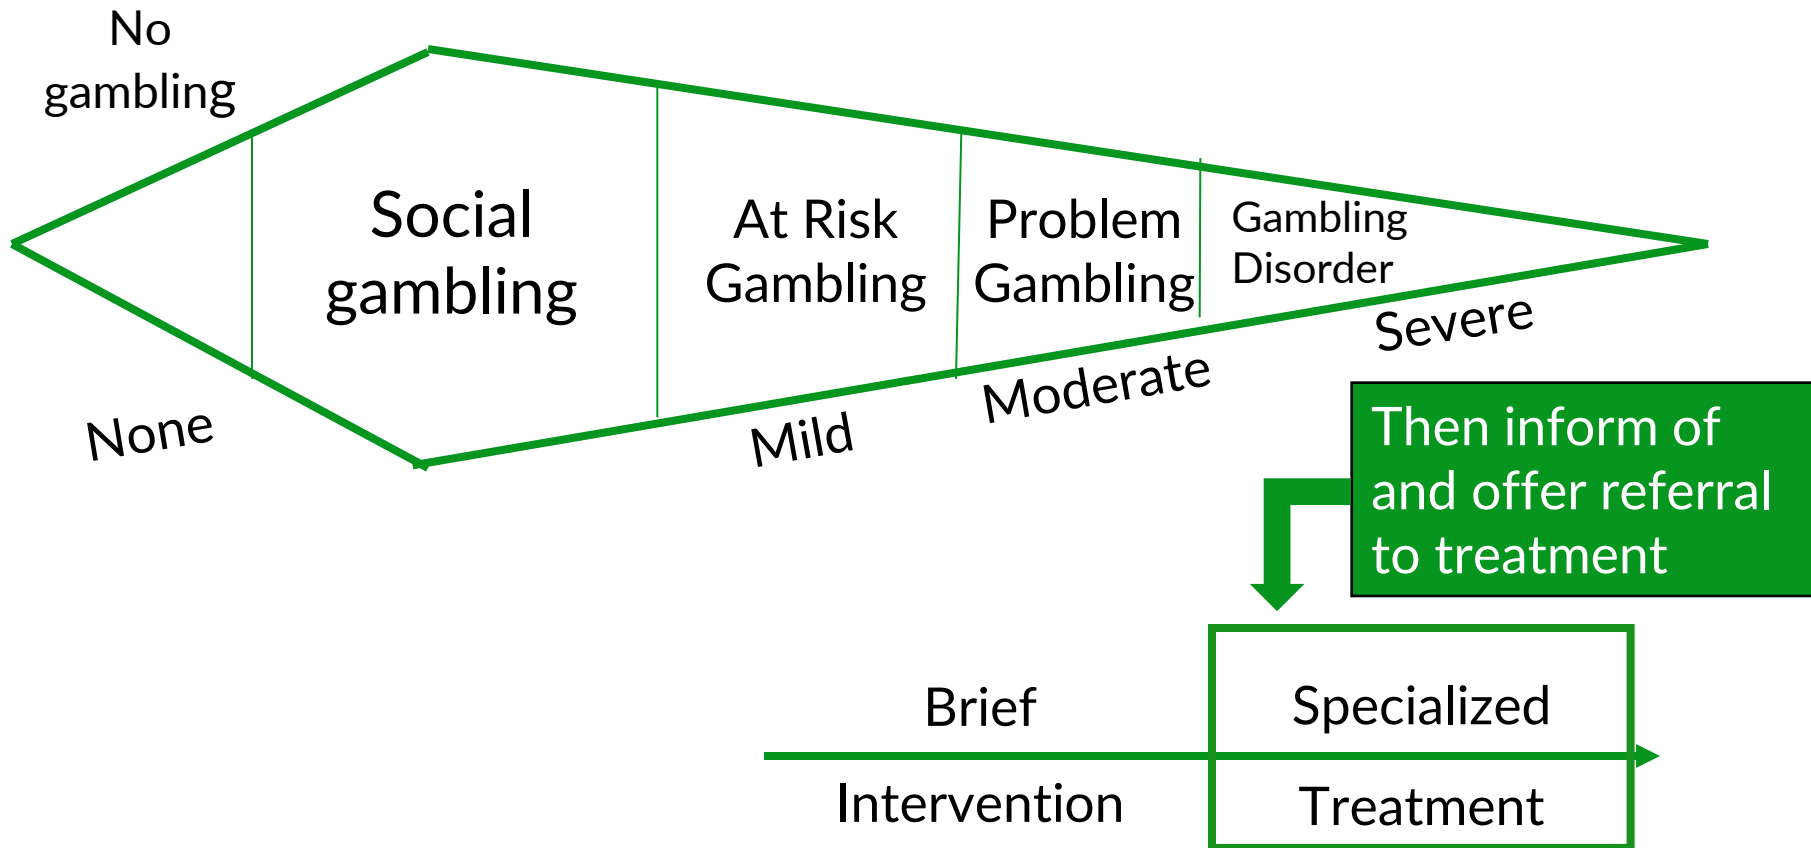 No
gambling
Social
gambling
At Risk
Gambling
Problem
Gambling
Gambling
Disorder
None
Mild
Moderate
Severe
Then inform of
and offer referral
to treatment
Brief
Intervention
Specialized
Treatment